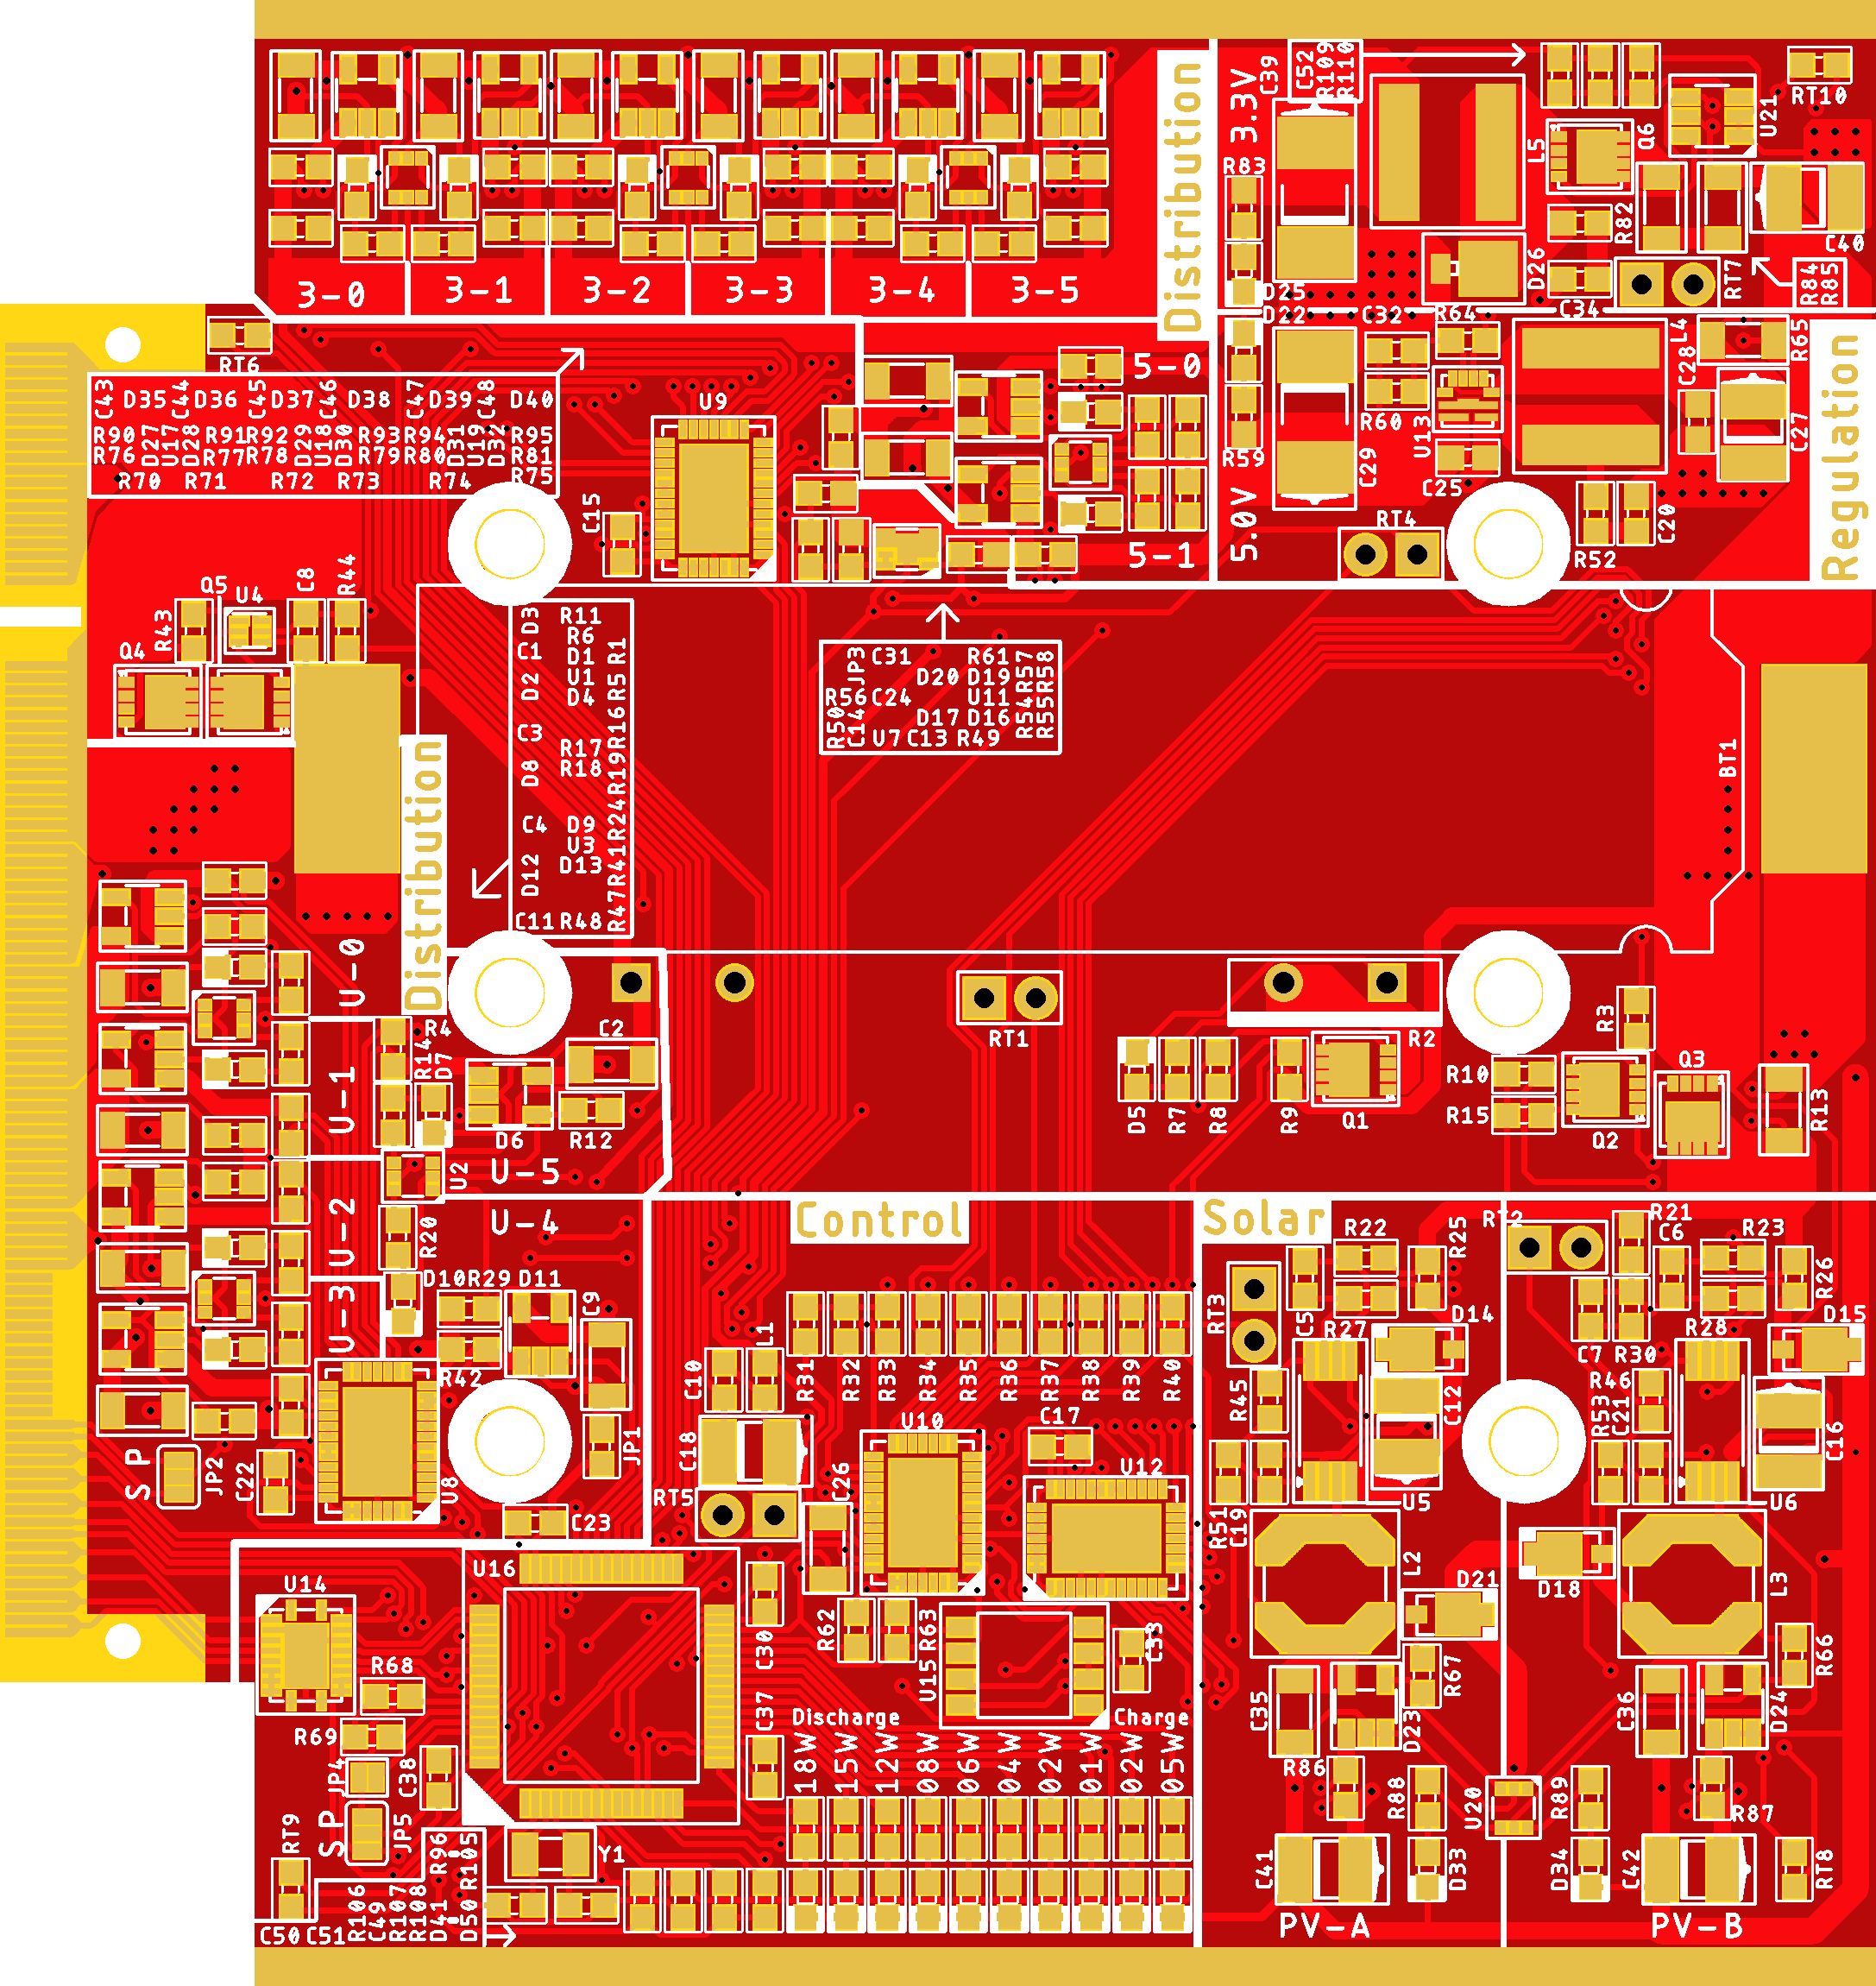 Distribution
3.3V
C39
C52
R109
R110
U21
RT10
L5
Q6
R83
R82
C40
D26
RT7
R84
R85
3-0
3-1
3-2
3-3
3-4
3-5
D25
D22
C32
R64
C34
L4
R65
RT6
C43 D35 C44 D36 C45 D37 C46 D38 C47 D39 C48 D40
R90 D27 U17 D28 R91 R92 D29 U18 D30 R93 R94 D31 U19 D32 R95
R76 R77 R78 R79 R80 R81
R70 R71 R72 R73 R74 R75
U9
5-0
C28
C27
R60
U13
R59
C29
C25
Regulation
C15
5-1
5.0V
RT4
R52
C20
Q5
U4
C8
R44
R43
Q4
D3 R11
R6
C1 D1 R1
U1
D2 D4 R5
R16
C3 R17
D8 R18 R19
R24
C4 D9
U3
D12 D13 R41
C11 R48 R47
JP3 C31 R61 R57 R58
D20 D19
R56 C24 U11
R50 C14 D17 D16 R54 R55
U7 C13 R49
BT1
Distribution
U-0
R4
R14
D7
C2
RT1
R2
R3
Q3
U-1
D6
R12
D5
R7
R8
R9
Q1
R10
R15
Q2
R13
U2
U-5
U-2
R20
U-4
Control
Solar
R22
R25
RT2
R21
C6
R23
R26
U-3
D10 R29 D11
C9
L1
RT3
C5
R27
D14
R28
D15
R42
C10
R31
R32
R33
R34
R35
R36
R37
R38
R39
R40
R45
C12
C7 R30
R46
R53
C21
C16
S P
JP2
C22
U8
JP1
C18
U10
C17
U12
RT5
C26
C23
R51
C19
U5
U6
U16
U14
L2
D21
D18
L3
R68
R69
C30
R62
R63
U15
C33
C35
R67
D23
C36
R66
D24
C37
Discharge
Charge
18W
15W
12W
08W
06W
04W
02W
01W
02W
05W
JP4
C38
R86
R88
U20
R89
R87
S P
JP5
RT9
Y1
R96
R105
C41
D33
D34
C42
RT8
C50 C51
R106
C49
R107
R108
D41
D50
PV-A
PV-B